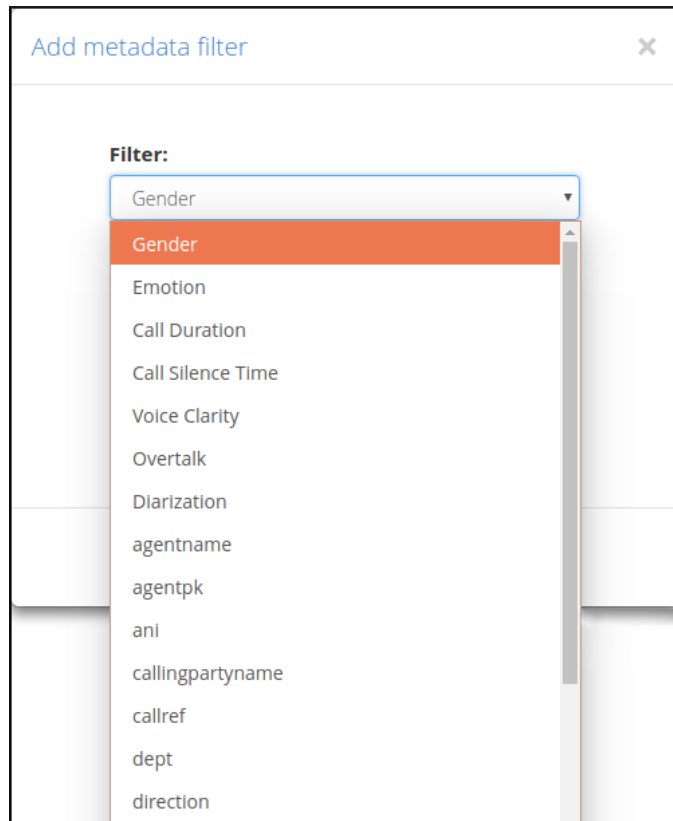 Add metadata filter
Filter:
Gender
Gender
Emotion
Call Duration
Call Silence Time
Voice Clarity
Overtalk
Diarization
agentname
agentpk
ani
callingpartyname
callref
dept
direction